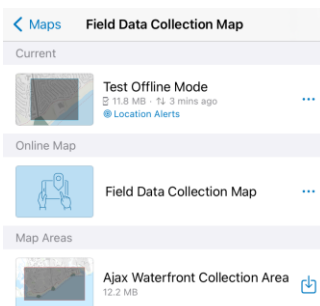 Maps
Field Data Collection Map
Current
Test Offline Mode
11.8 MB · ↑↓ 3 mins ago
Location Alerts
Online Map
Field Data Collection Map
Map Areas
Ajax Waterfront Collection Area
12.2 MB